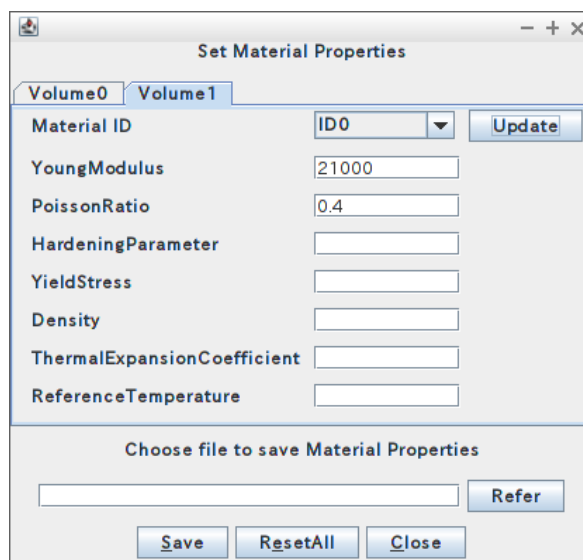 Set Material Properties
Volume0 Volume1
Material ID ID0 Update
YoungModulus 21000
PoissonRatio 0.4
HardeningParameter
YieldStress
Density
ThermalExpansionCoefficient
ReferenceTemperature
Choose file to save Material Properties
Refer
Save ResetAll Close